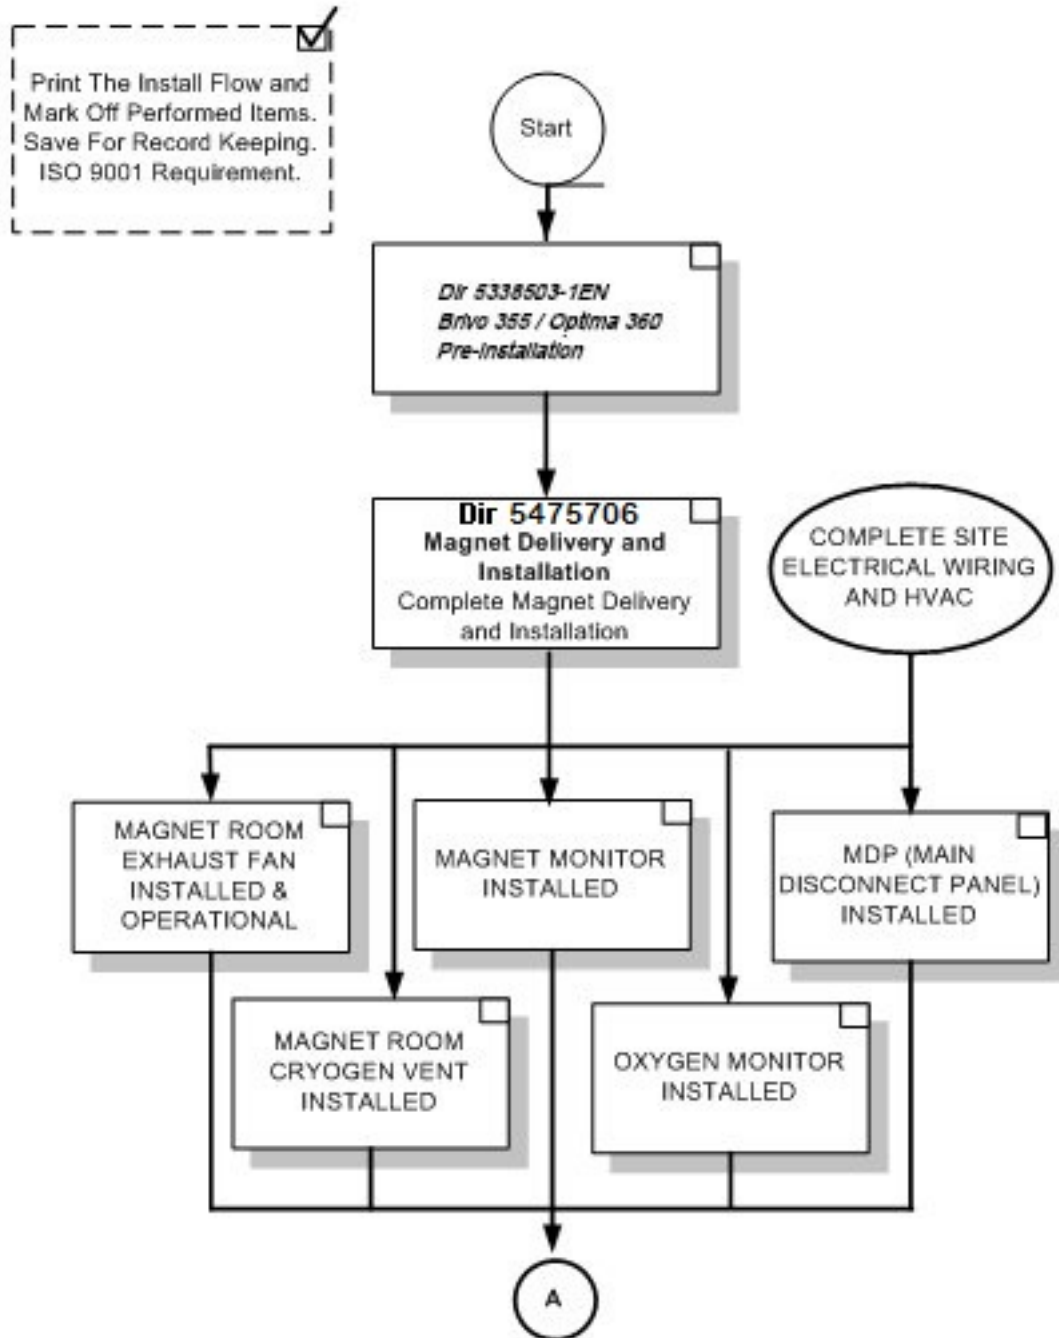 Print The Install Flow and
Mark Off Performed Items.
Save For Record Keeping.
ISO 9001 Requirement.
Start
Dir 5338503-1EN
Brivo 355 / Optima 360
Pre-Installation
Dir 5475706
Magnet Delivery and
Installation
Complete Magnet Delivery
and Installation
COMPLETE SITE
ELECTRICAL WIRING
AND HVAC
MAGNET ROOM
EXHAUST FAN
INSTALLED &
OPERATIONAL
MAGNET MONITOR
INSTALLED
MDP (MAIN
DISCONNECT PANEL)
INSTALLED
MAGNET ROOM
CRYOGEN VENT
INSTALLED
OXYGEN MONITOR
INSTALLED
A